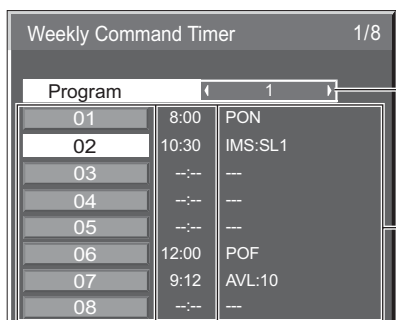 Weekly Command Timer 1/8
Program 1
01 8:00 PON
02 10:30 IMS:SL1
03 --:-- ---
04 --:-- ---
05 --:-- ---
06 12:00 POF
07 9:12 AVL:10
08 --:-- ---